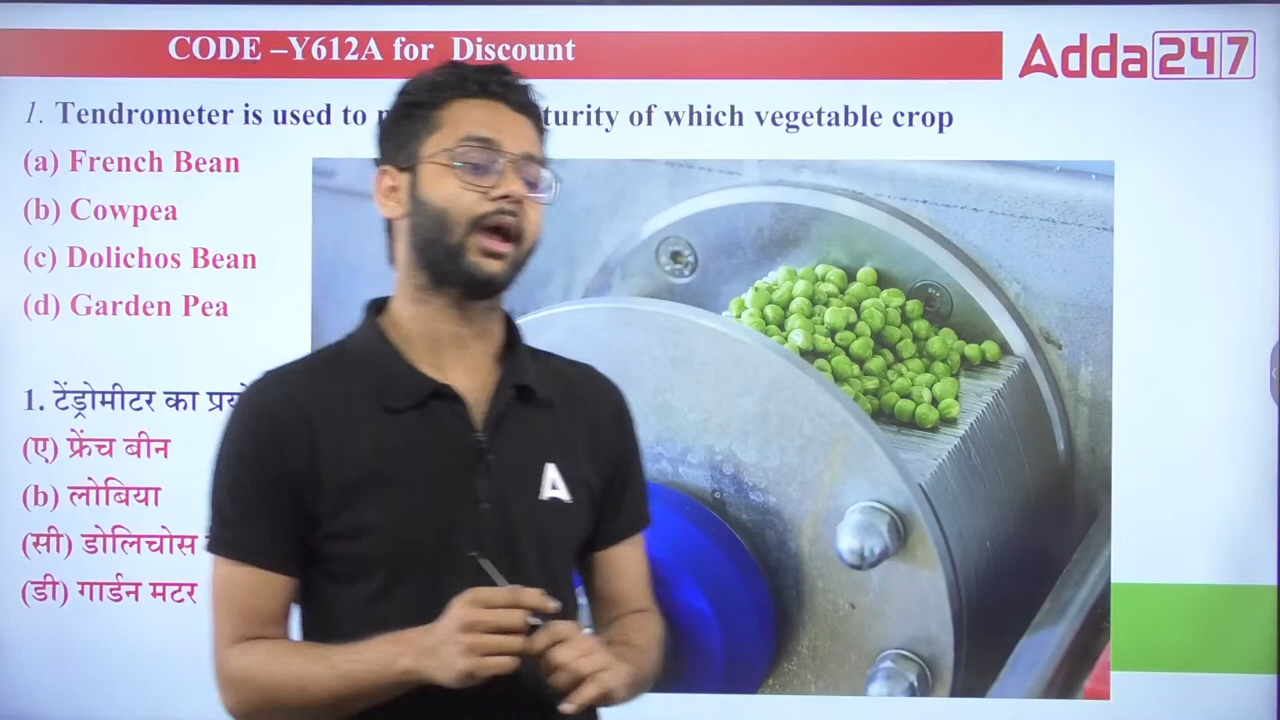 CODE –Y612A for Discount
Adda247
1. Tendrometer is used to turity of which vegetable crop
(a) French Bean
(b) Cowpea
(c) Dolichos Bean
(d) Garden Pea
1. टेंड्रोमीटर का
(ए) फ्रेंच बीन
(b) लोबिया
(सी) डोलिचोस
(डी) गार्डन मटर